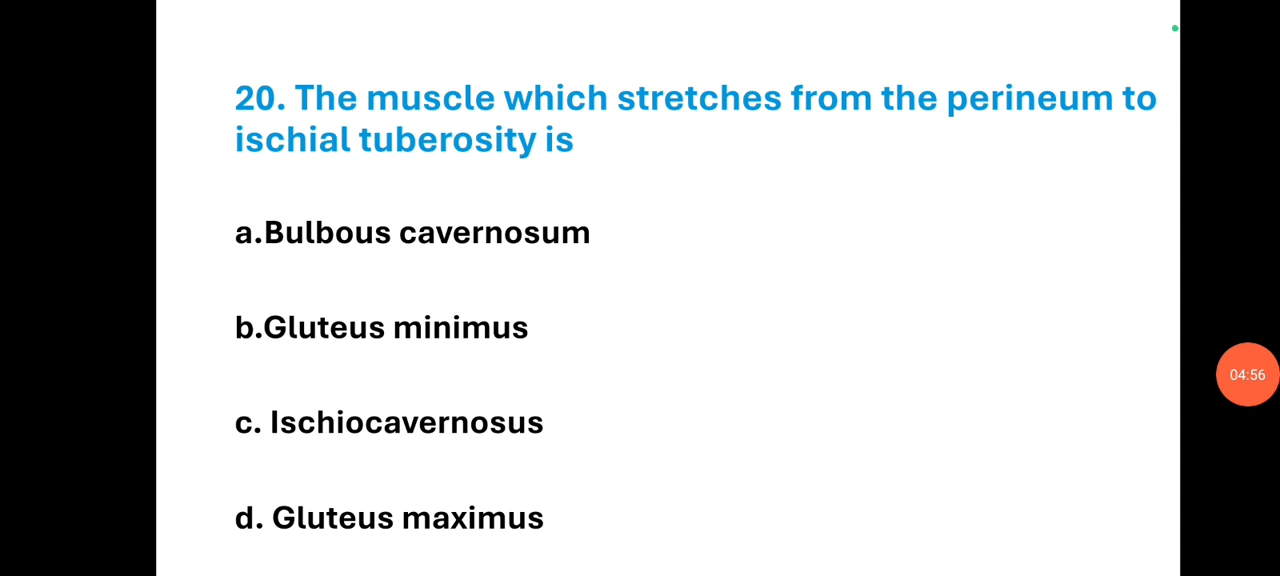 20. The muscle which stretches from the perineum to
ischial tuberosity is
a.Bulbous cavernosum
b.Gluteus minimus
c. Ischiocavernosus
d. Gluteus maximus
04:56